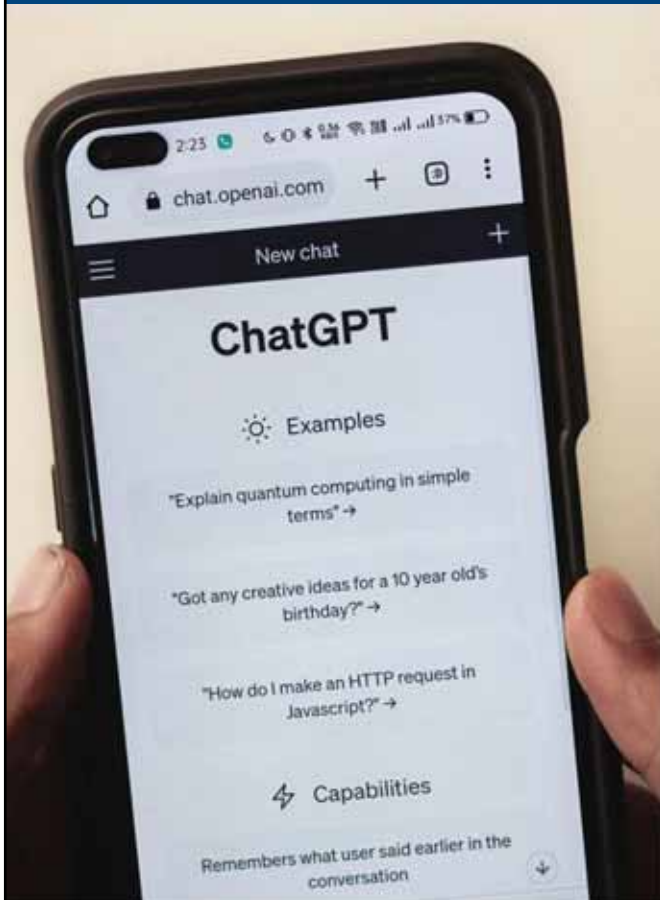 2:23 37%
chat.openai.com
New chat
ChatGPT
Examples
"Explain quantum computing in simple
terms" →
"Got any creative ideas for a 10 year old's
birthday?" →
"How do I make an HTTP request in
Javascript?" →
Capabilities
Remembers what user said earlier in the
conversation